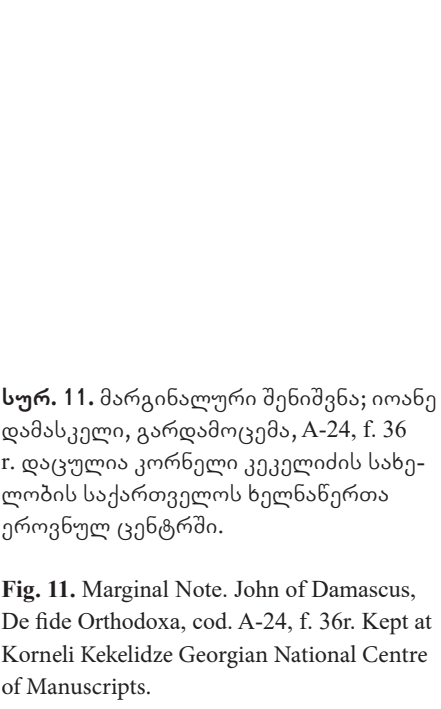 სურ. 11. მარგინალური შენიშვნა; იოანე
დამასკელი, გარდამოცემა, A-24, f. 36
r. დაცულია კორნელი კეკელიძის სახე-
ლობის საქართველოს ხელნაწერთა
ეროვნულ ცენტრში.
Fig. 11. Marginal Note. John of Damascus,
De fide Orthodoxa, cod. A-24, f. 36r. Kept at
Korneli Kekelidze Georgian National Centre
of Manuscripts.